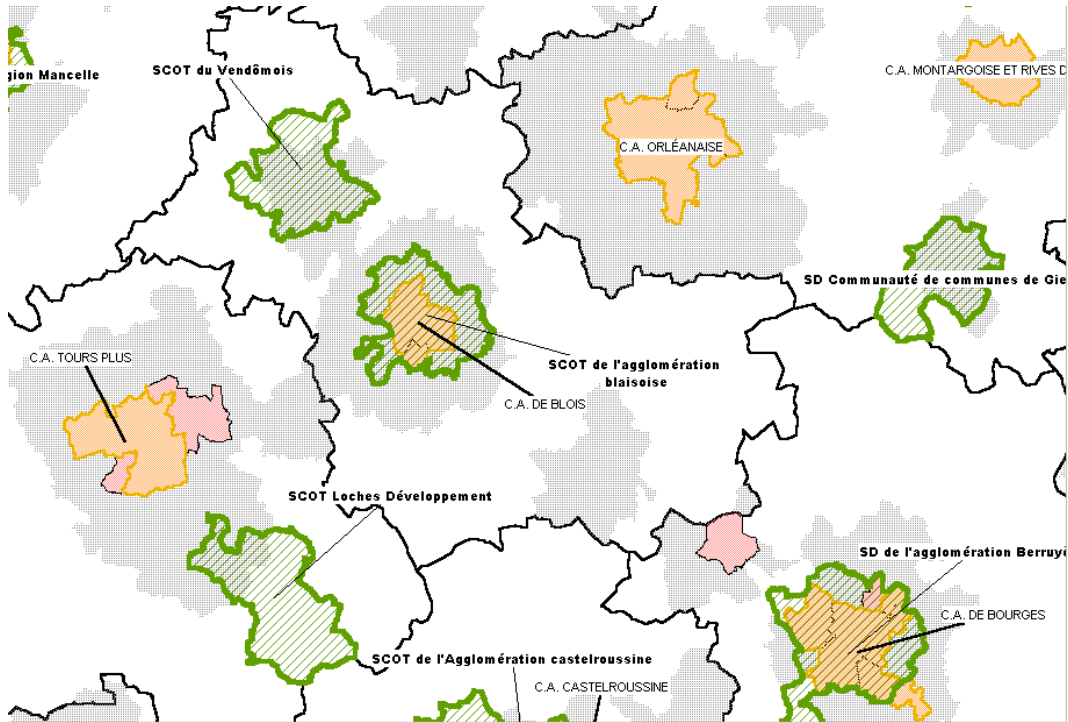 SCOT du Vendômois
gion Mancelle
C.A. MONTARGOISE ET RIVES D
C.A. ORLÉANAISE
SD Communauté de communes de Gie
C.A. TOURS PLUS
SCOT de l'agglomération
blaisoise
C.A. DE BLOIS
SCOT Loches Développement
SD de l'agglomération Berruyè
C.A. DE BOURGES
SCOT de l'Agglomération castelroussine
C.A. CASTELROUSSINE